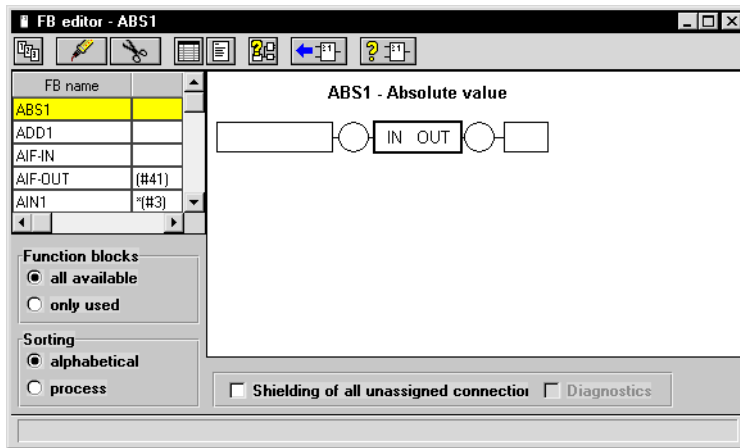 FB editor - ABS1
FB name
ABS1
ADD1
AIF-IN
AIF-OUT (#41)
AIN1 *(#3)
ABS1 - Absolute value
IN OUT
Function blocks
all available
only used
Sorting
alphabetical
process
Shielding of all unassigned connection Diagnostics